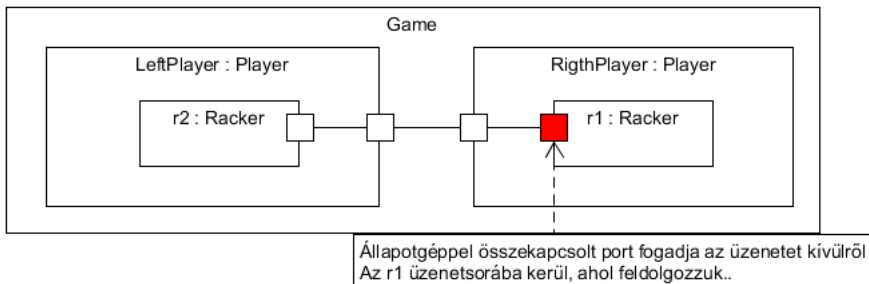 Game
LeftPlayer : Player
RigthPlayer : Player
r2 : Racker
r1 : Racker
Állapotgéppel összekapcsolt port fogadja az üzenetet kívülről
Az r1 üzenetsorába kerül, ahol feldolgozzuk..